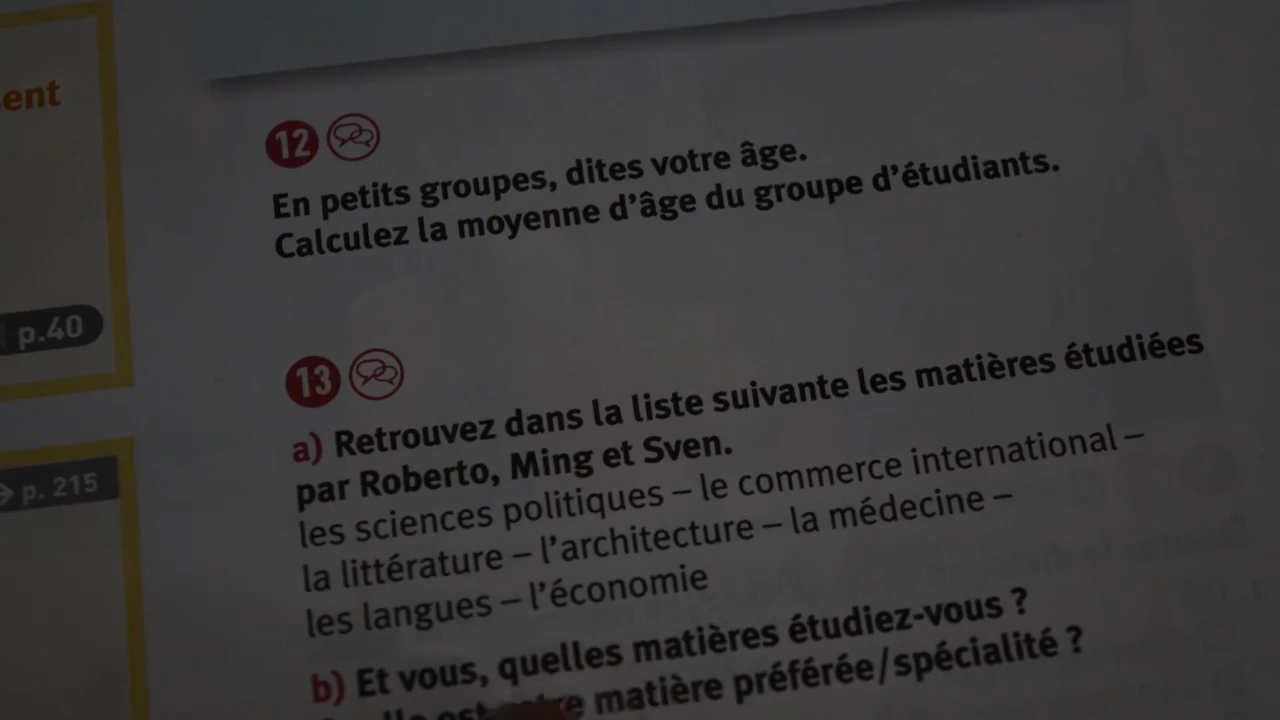 ent
p.40
p. 215
12
En petits groupes, dites votre âge.
Calculez la moyenne d'âge du groupe d'étudiants.
13
a) Retrouvez dans la liste suivante les matières étudiées
par Roberto, Ming et Sven.
les sciences politiques – le commerce international –
la littérature – l'architecture – la médecine –
les langues – l'économie
b) Et vous, quelles matières étudiez-vous ?
est matière préférée/spécialité ?